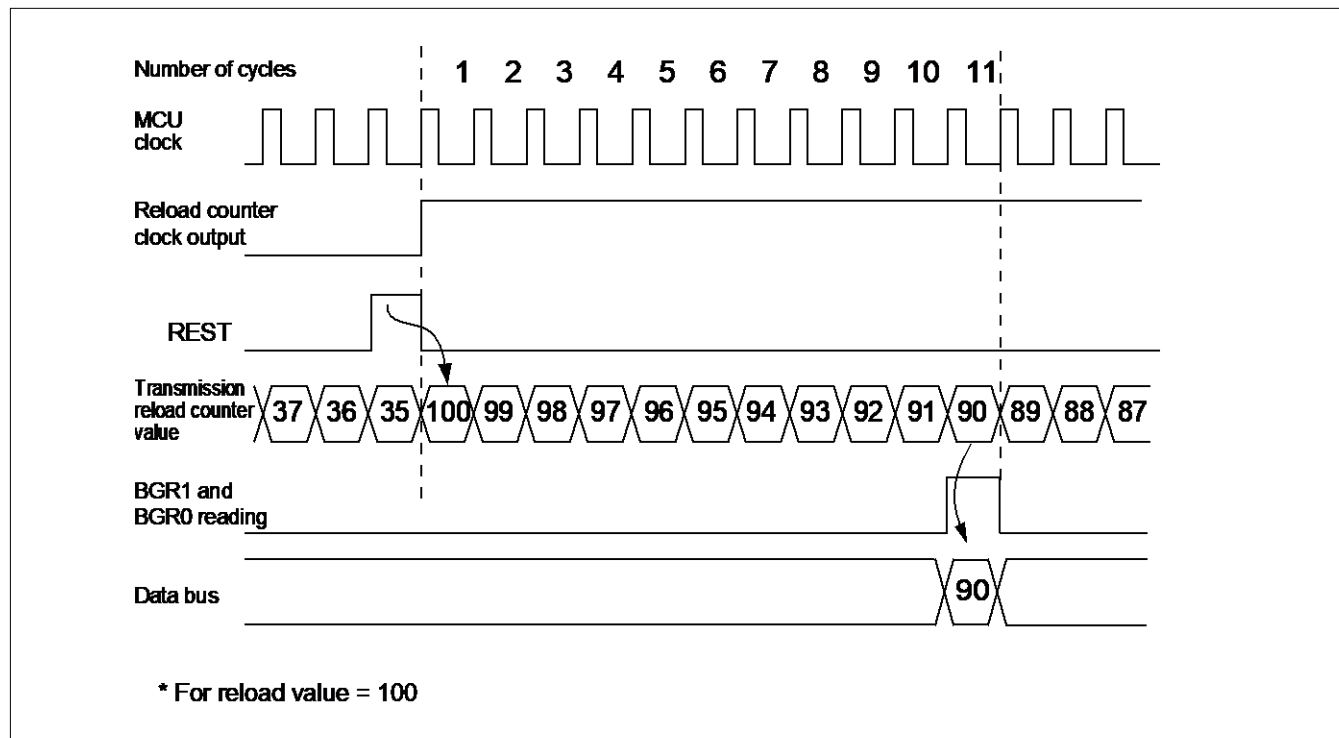 Number of cycles 1 2 3 4 5 6 7 8 9 10 11
MCU
clock
Reload counter
clock output
REST
Transmission
reload counter
value
37 36 35 100 99 98 97 96 95 94 93 92 91 90 89 88 87
BGR1 and
BGR0 reading
Data bus
90
* For reload value = 100